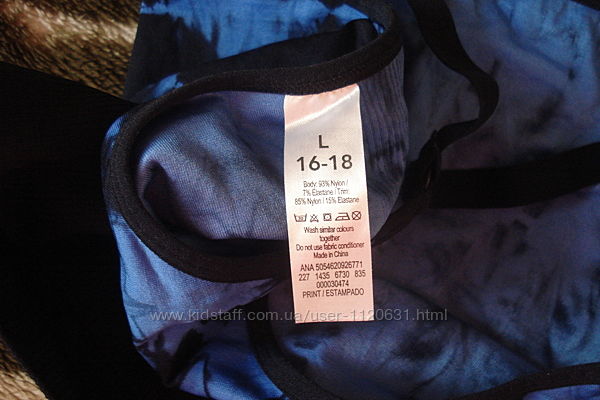 L
16-18
Body: 93% Nylon /
7% Elastane / Trim:
85% Nylon / 15% Elastane
Wash similar colours
together
Do not use fabric conditioner
Made in China
ANA 5054620926771
227 1435 6730 835
000030474
PRINT / ESTAMPADO
www.kidstaff.com.ua/user-1120631.html